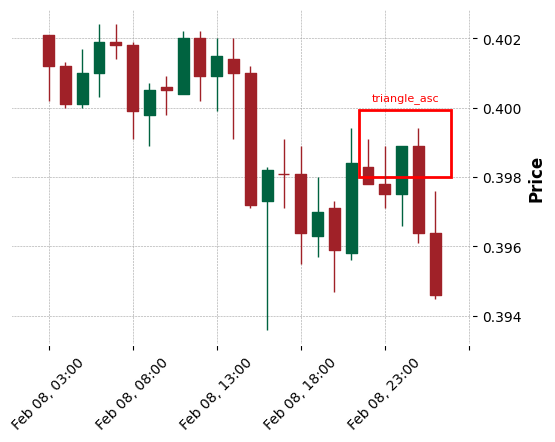 triangle_asc
0.402
0.400
0.398
0.396
0.394
Price
Feb 08, 03:00
Feb 08, 08:00
Feb 08, 13:00
Feb 08, 18:00
Feb 08, 23:00